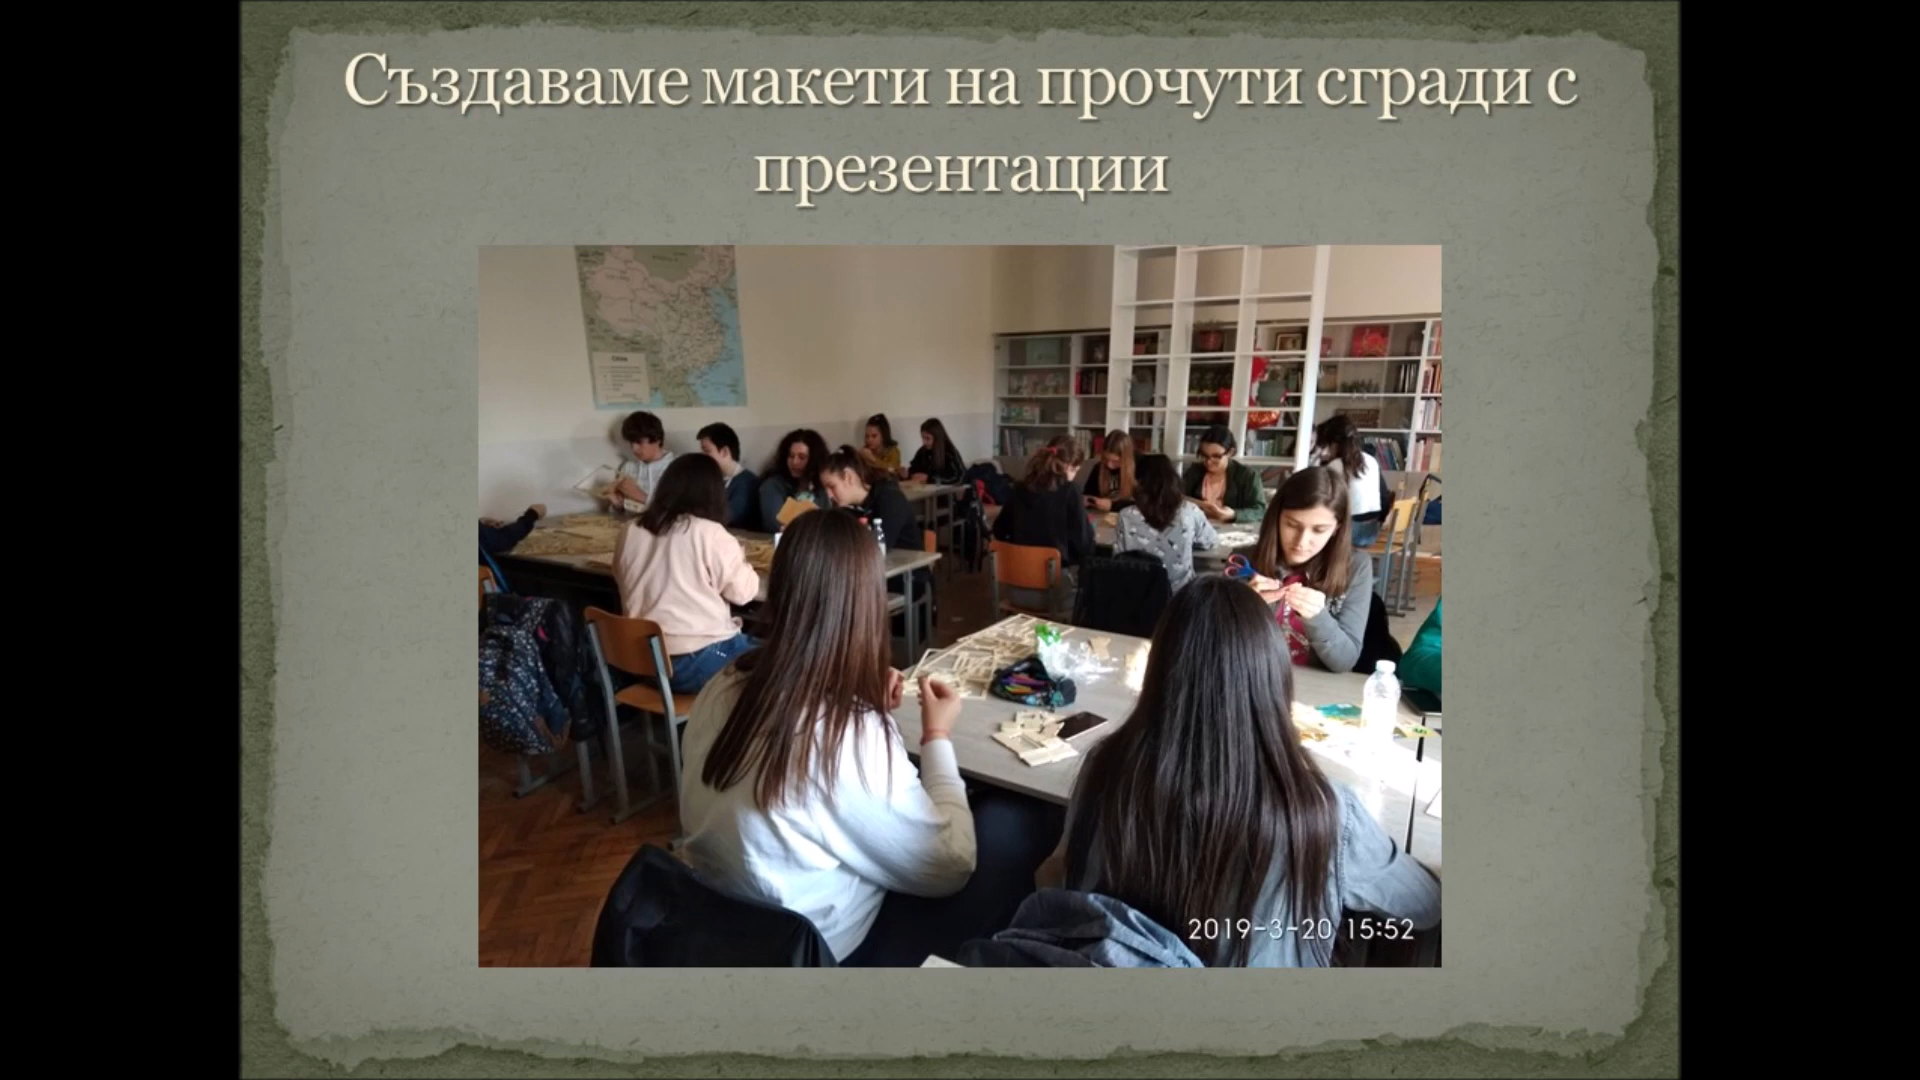 Създаваме макети на прочути сгради с
презентации
2019-3-20 15:52